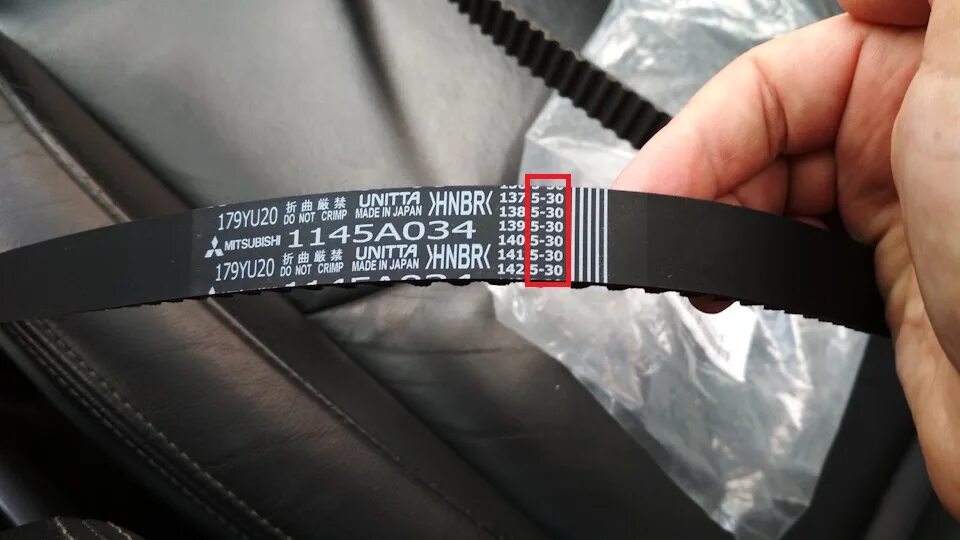 179YU20 折曲厳禁 DO NOT CRIMP UNITTA MADE IN JAPAN >HNBR<
MITSUBISHI 1145A034
179YU20 折曲厳禁 DO NOT CRIMP UNITTA MADE IN JAPAN >HNBR<
1145A034
1375-30
1385-30
1395-30
1405-30
1415-30
1425-30